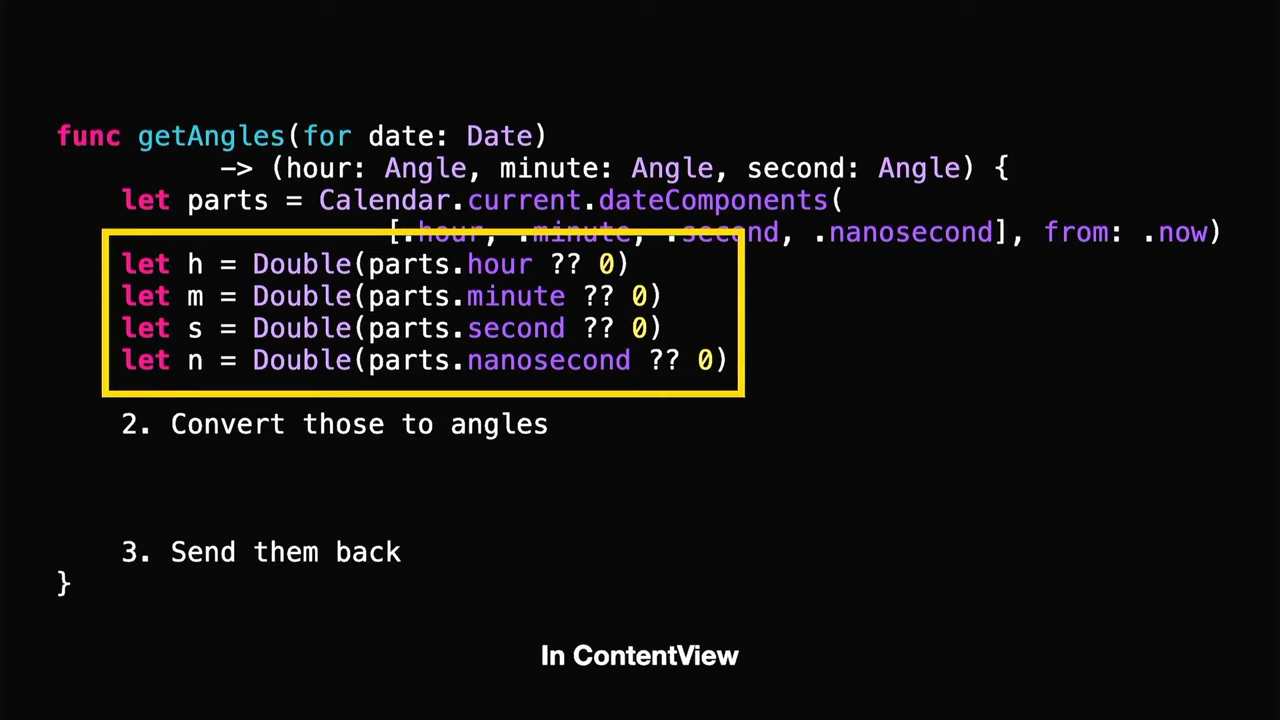 func getAngles(for date: Date)
-> (hour: Angle, minute: Angle, second: Angle) {
let parts = Calendar.current.dateComponents(
[.hour, .minute, .second, .nanosecond], from: .now)
let h = Double(parts.hour ?? 0)
let m = Double(parts.minute ?? 0)
let s = Double(parts.second ?? 0)
let n = Double(parts.nanosecond ?? 0)
2. Convert those to angles
3. Send them back
}
In ContentView